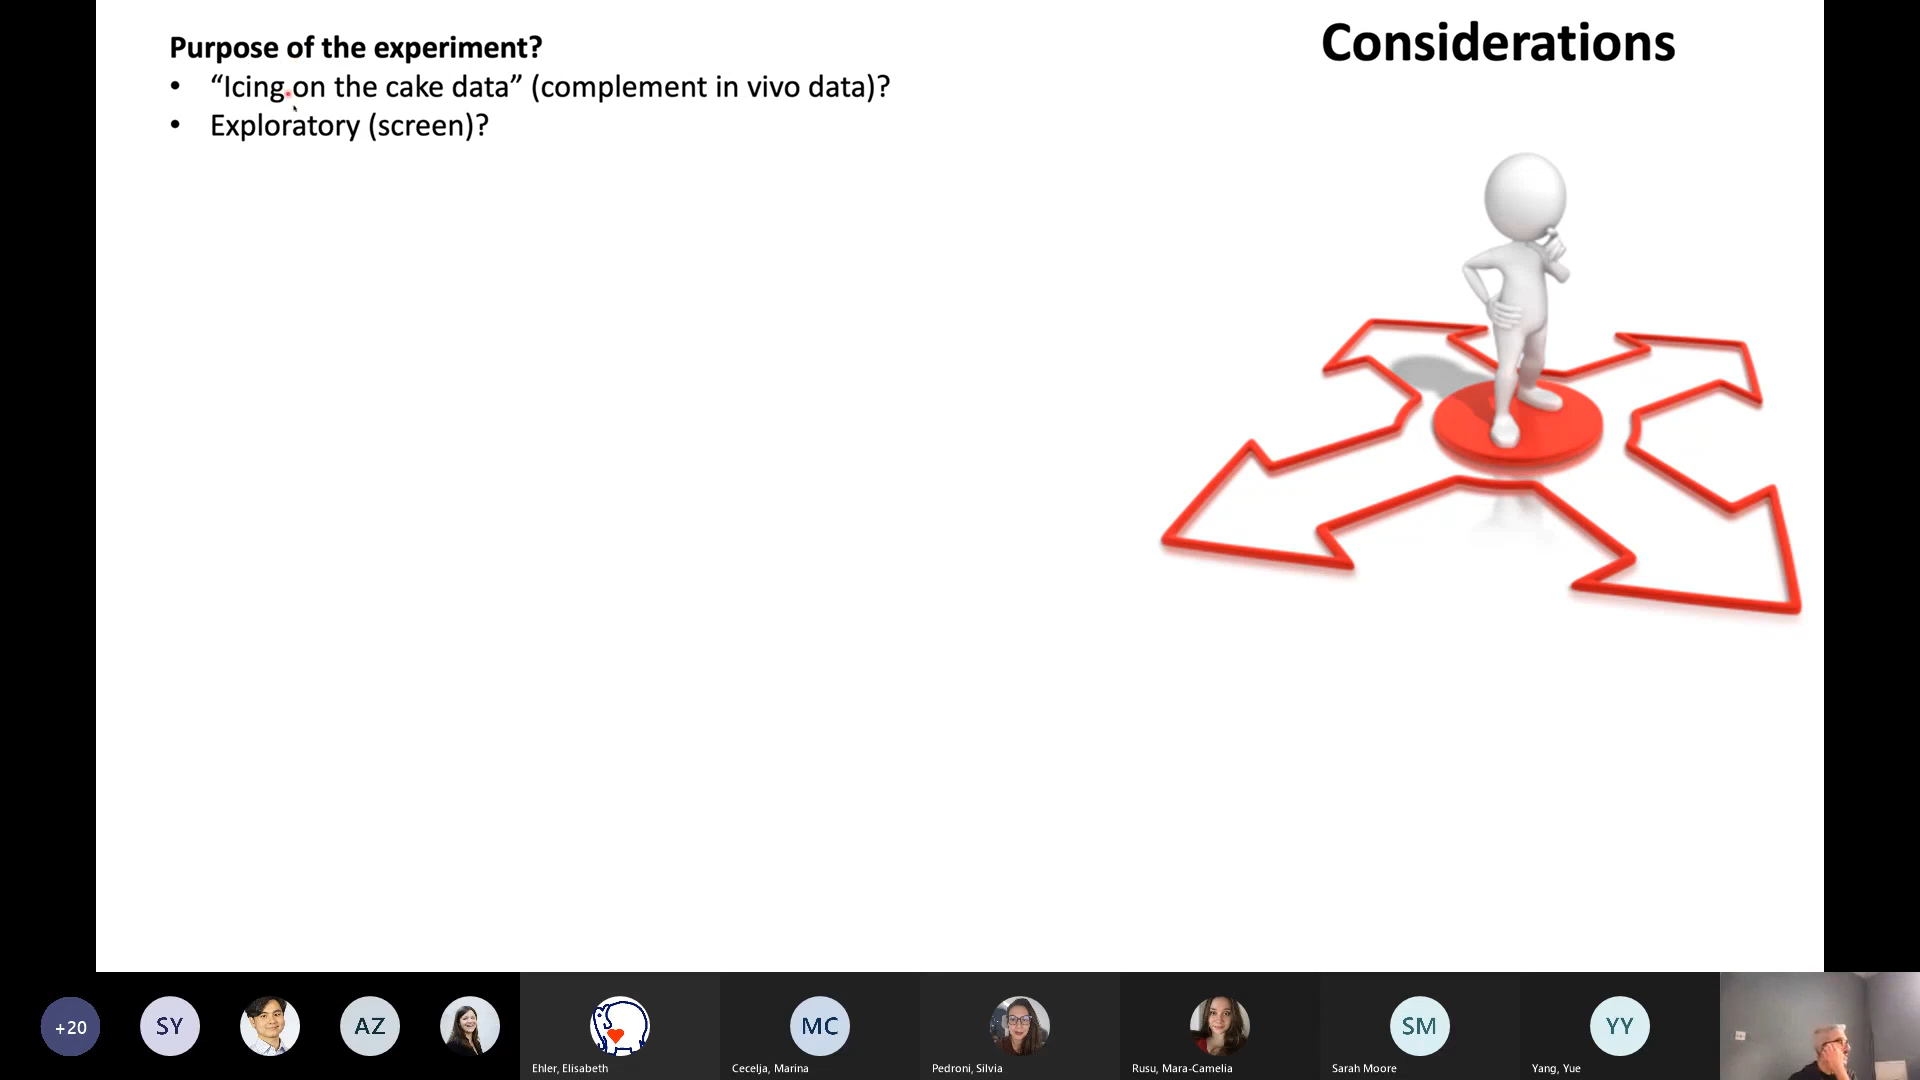 Considerations
Purpose of the experiment?
• “Icing on the cake data” (complement in vivo data)?
• Exploratory (screen)?
+20
SY
AZ
MC
SM
YY
Ehler, Elisabeth
Cecelja, Marina
Pedroni, Silvia
Rusu, Mara-Camelia
Sarah Moore
Yang, Yue